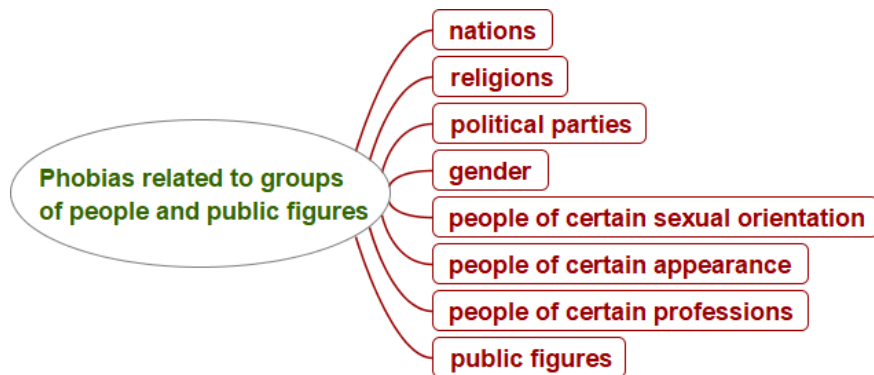 Phobias related to groups
of people and public figures
nations
religions
political parties
gender
people of certain sexual orientation
people of certain appearance
people of certain professions
public figures